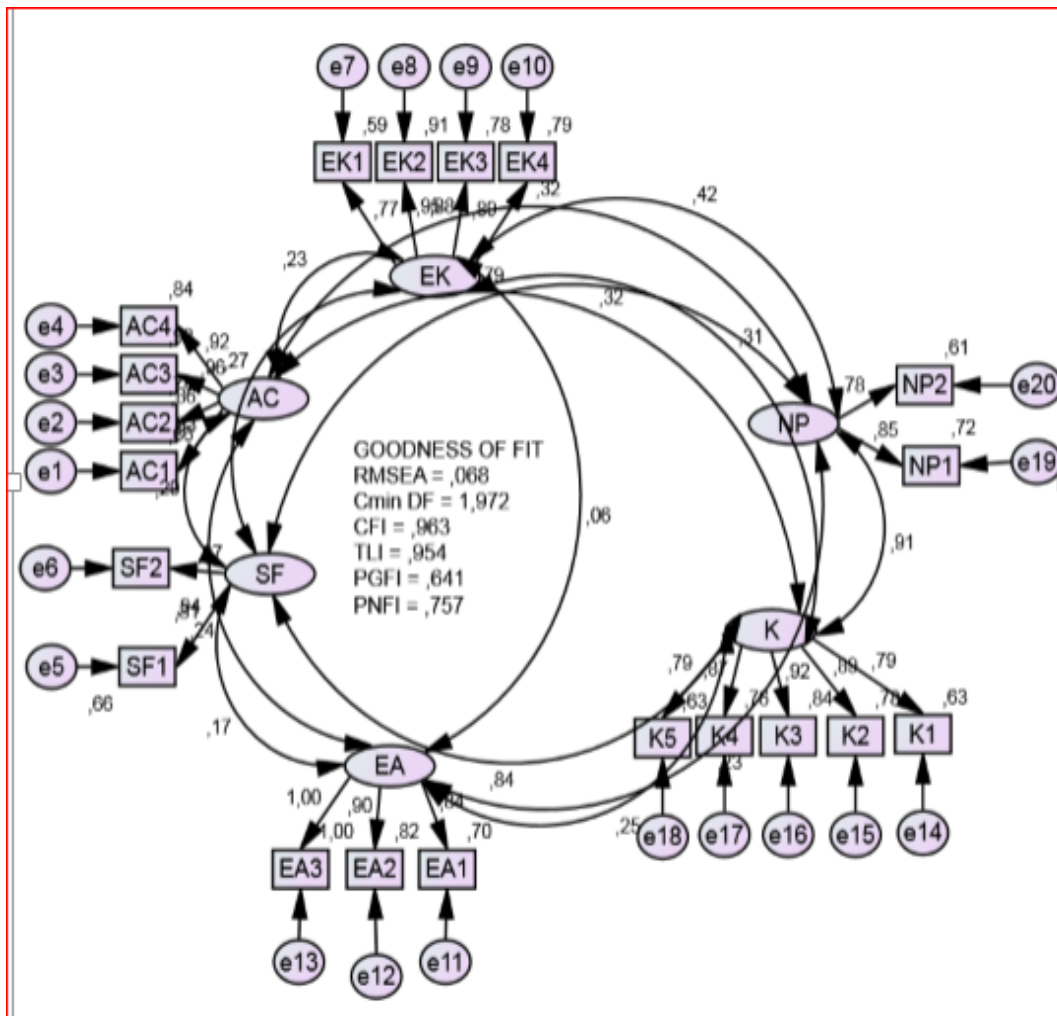 e7 e8 e9 e10
,59 ,91 ,78 ,79
EK1 EK2 EK3 EK4
,32
,42
,77
,23
EK
,79
,32
,31
,84
e4 AC4
,92
,27
e3 AC3
,96
AC
e2 AC2
e1 AC1
,61
NP2 e20
,78
NP
,85 ,72
NP1 e19
GOODNESS OF FIT
RMSEA = ,068
Cmin DF = 1,972
CFI = ,963
TLI = ,954
PGFI = ,641
PNFI = ,757
,06
,91
e6 SF2 SF
,24
e5 SF1
,66
,17
K
,79 ,92 ,89 ,79
,63 ,76 ,84 ,78 ,63
K5 K4 K3 K2 K1
e18 e17 e16 e15 e14
EA
,84
,25
1,00 ,90
1,00 ,82 ,70
EA3 EA2 EA1
e13 e12 e11